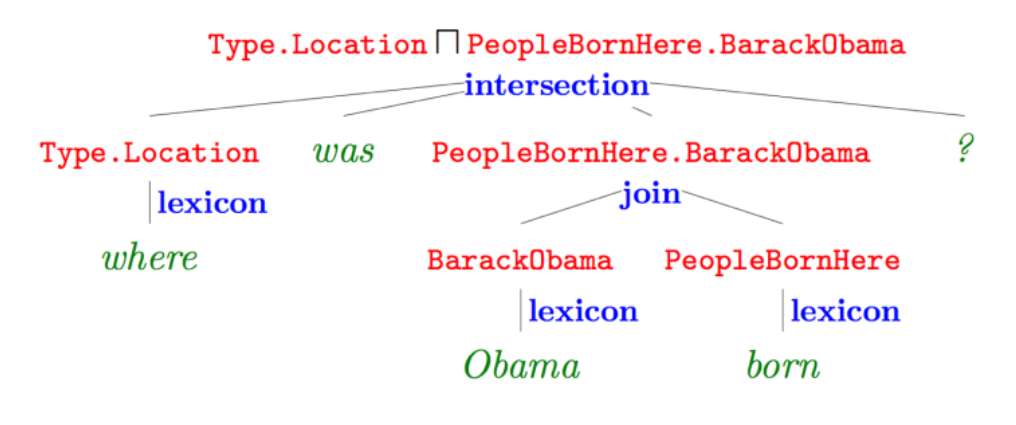 Type.Location ⊓ PeopleBornHere.BarackObama
intersection
Type.Location was PeopleBornHere.BarackObama ?
lexicon join
where BarackObama PeopleBornHere
lexicon lexicon
Obama born